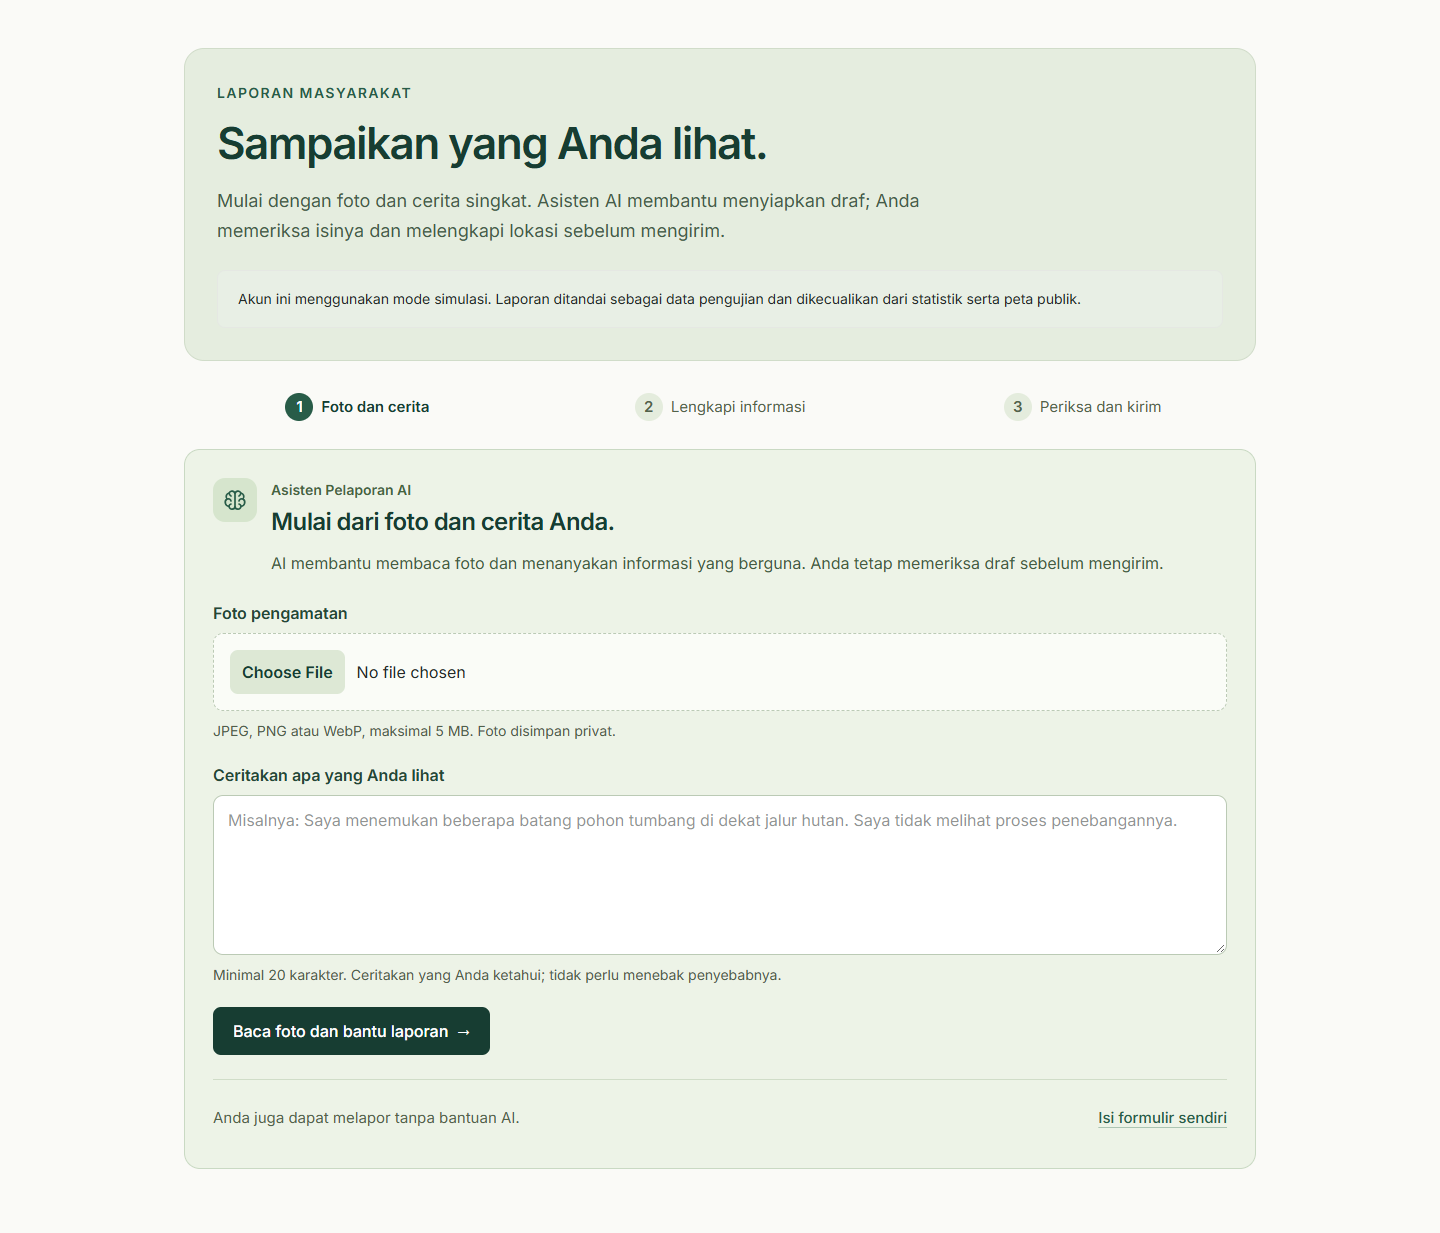 LAPORAN MASYARAKAT
Sampaikan yang Anda lihat.
Mulai dengan foto dan cerita singkat. Asisten AI membantu menyiapkan draf; Anda
memeriksa isinya dan melengkapi lokasi sebelum mengirim.
Akun ini menggunakan mode simulasi. Laporan ditandai sebagai data pengujian dan dikecualikan dari statistik serta peta publik.
1 Foto dan cerita
2 Lengkapi informasi
3 Periksa dan kirim
Asisten Pelaporan AI
Mulai dari foto dan cerita Anda.
AI membantu membaca foto dan menanyakan informasi yang berguna. Anda tetap memeriksa draf sebelum mengirim.
Foto pengamatan
Choose File No file chosen
JPEG, PNG atau WebP, maksimal 5 MB. Foto disimpan privat.
Ceritakan apa yang Anda lihat
Misalnya: Saya menemukan beberapa batang pohon tumbang di dekat jalur hutan. Saya tidak melihat proses penebangannya.
Minimal 20 karakter. Ceritakan yang Anda ketahui; tidak perlu menebak penyebabnya.
Baca foto dan bantu laporan →
Anda juga dapat melapor tanpa bantuan AI.
Isi formulir sendiri